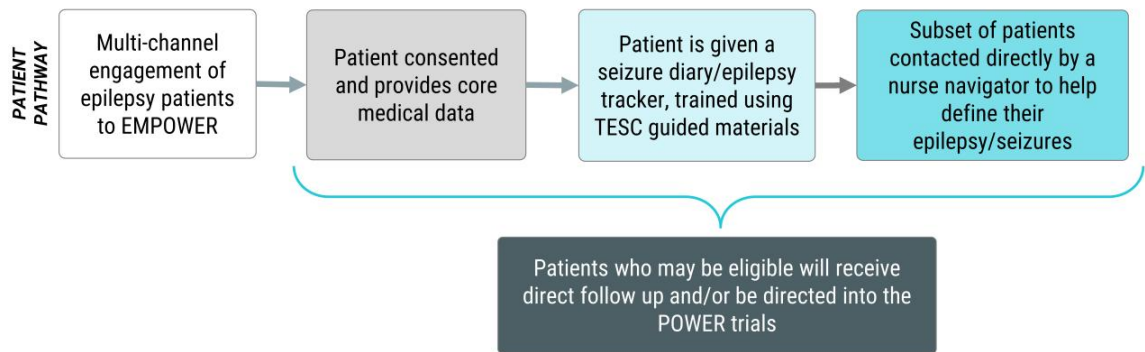 PATIENT
PATHWAY
Multi-channel
engagement of
epilepsy patients
to EMPOWER
Patient consented
and provides core
medical data
Patient is given a
seizure diary/epilepsy
tracker, trained using
TESC guided materials
Subset of patients
contacted directly by a
nurse navigator to help
define their
epilepsy/seizures
Patients who may be eligible will receive
direct follow up and/or be directed into the
POWER trials